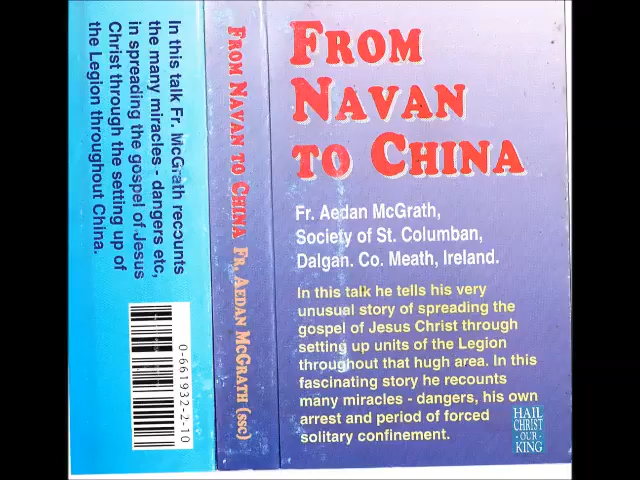 FROM
NAVAN
TO CHINA
Fr. Aedan McGrath,
Society of St. Columban,
Dalgan. Co. Meath, Ireland.
In this talk he tells his very
unusual story of spreading the
gospel of Jesus Christ through
setting up units of the Legion
throughout that hugh area. In this
fascinating story he recounts
many miracles - dangers, his own
arrest and period of forced
solitary confinement.
HAIL
CHRIST
· OUR ·
KING
FROM NAVAN TO CHINA FR. AEDAN MCGRATH (SSC)
In this talk Fr. McGrath recounts
the many miracles - dangers etc,
in spreading the gospel of Jesus
Christ through the setting up of
the Legion throughout China.
0-661932-2-10